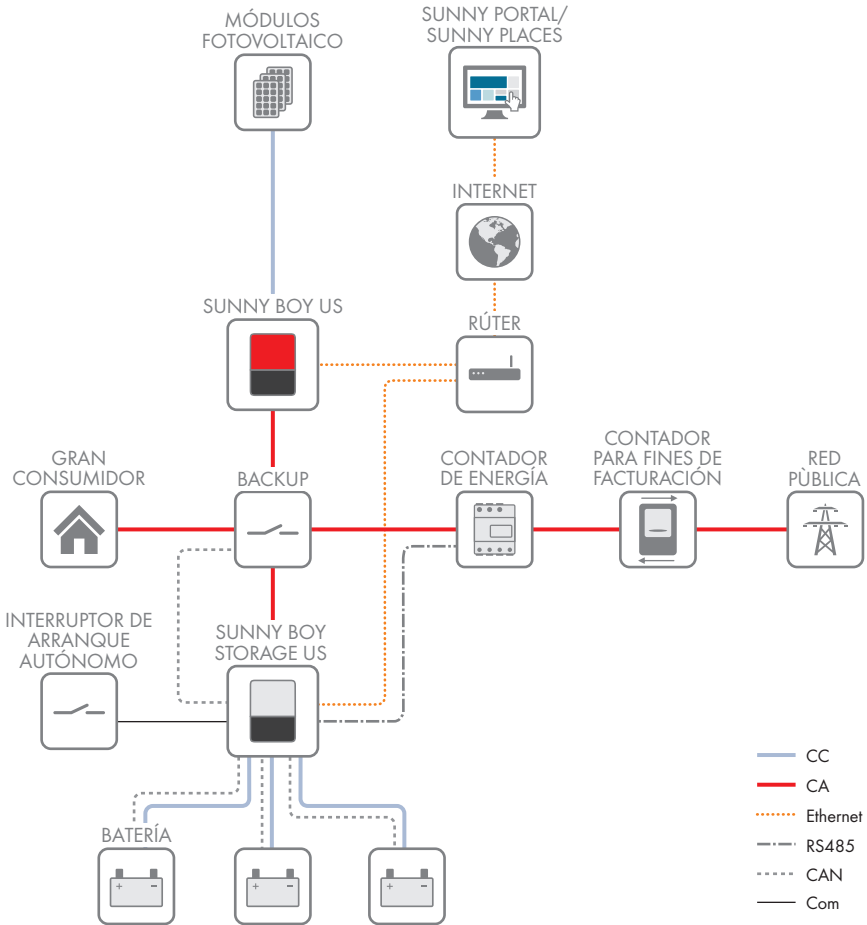 MÓDULOS
FOTOVOLTAICO
SUNNY PORTAL/
SUNNY PLACES
INTERNET
SUNNY BOY US
RÚTER
GRAN
CONSUMIDOR
BACKUP
CONTADOR
DE ENERGÍA
CONTADOR
PARA FINES DE
FACTURACIÓN
RED
PÙBLICA
INTERRUPTOR DE
ARRANQUE
AUTÓNOMO
SUNNY BOY
STORAGE US
BATERÍA
+ -
+ -
+ -
CC
CA
Ethernet
RS485
CAN
Com